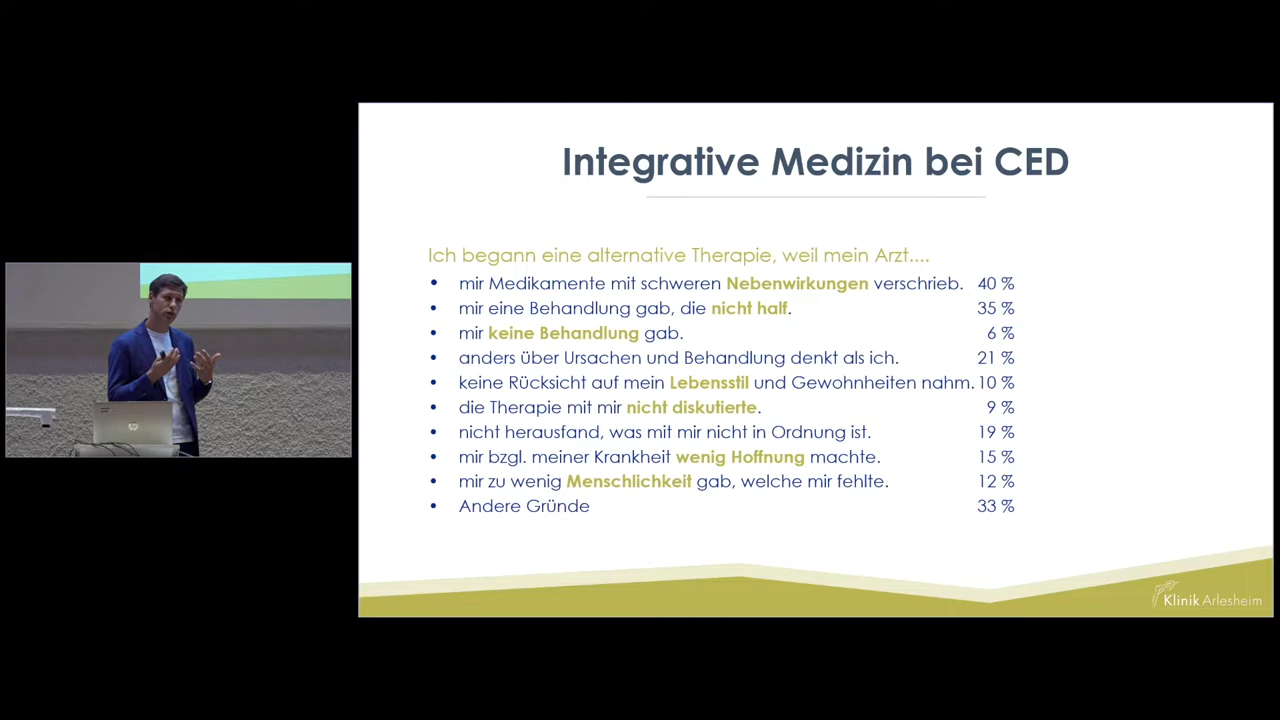 Integrative Medizin bei CED
Ich begann eine alternative Therapie, weil mein Arzt....
• mir Medikamente mit schweren Nebenwirkungen verschrieb. 40 %
• mir eine Behandlung gab, die nicht half. 35 %
• mir keine Behandlung gab. 6 %
• anders über Ursachen und Behandlung denkt als ich. 21 %
• keine Rücksicht auf mein Lebensstil und Gewohnheiten nahm. 10 %
• die Therapie mit mir nicht diskutierte. 9 %
• nicht herausfand, was mit mir nicht in Ordnung ist. 19 %
• mir bzgl. meiner Krankheit wenig Hoffnung machte. 15 %
• mir zu wenig Menschlichkeit gab, welche mir fehlte. 12 %
• Andere Gründe 33 %
Klinik Arlesheim
hp